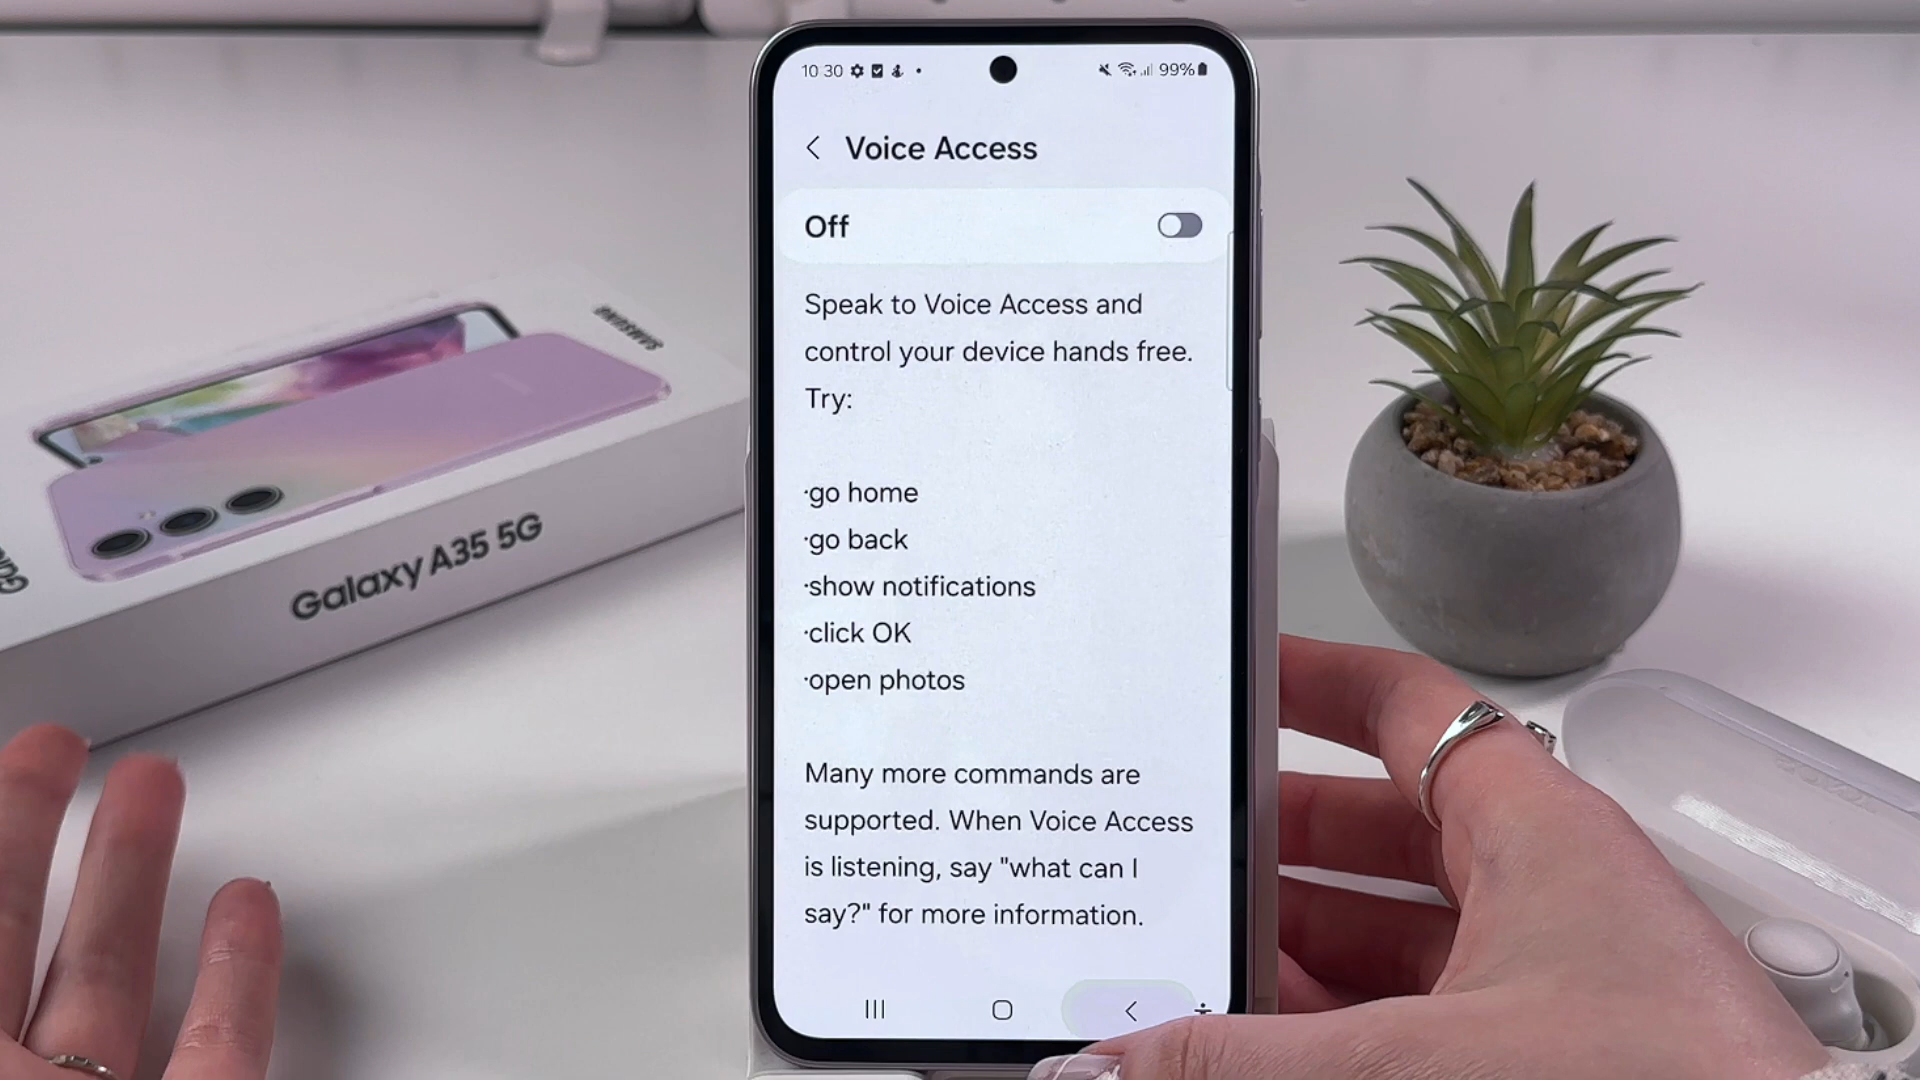 10:30
99%
Voice Access
Off
Speak to Voice Access and
control your device hands free.
Try:
·go home
·go back
·show notifications
·click OK
·open photos
Many more commands are
supported. When Voice Access
is listening, say "what can I
say?" for more information.
SAMSUNG
Galaxy A35 5G